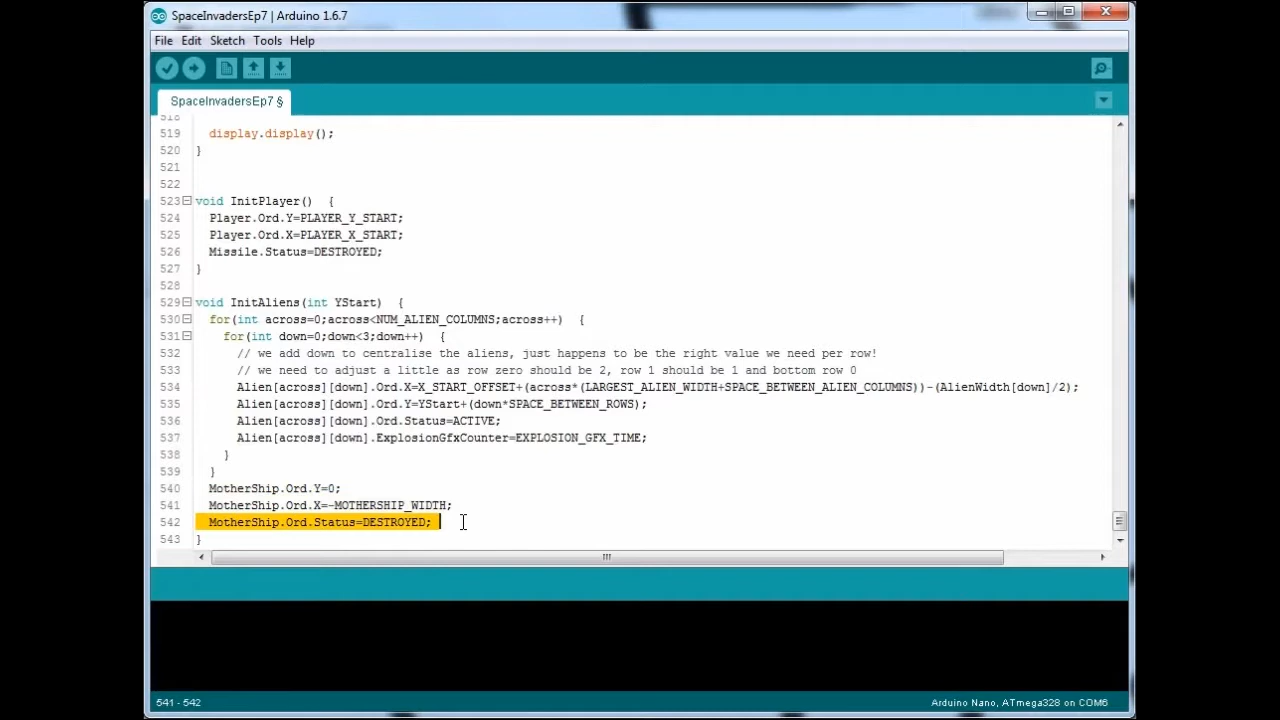 SpaceInvadersEp7 | Arduino 1.6.7
File Edit Sketch Tools Help
SpaceInvadersEp7 §
518
519 display.display();
520 }
521
522
523 void InitPlayer() {
524 Player.Ord.Y=PLAYER_Y_START;
525 Player.Ord.X=PLAYER_X_START;
526 Missile.Status=DESTROYED;
527 }
528
529 void InitAliens(int YStart) {
530 for(int across=0;across<NUM_ALIEN_COLUMNS;across++) {
531 for(int down=0;down<3;down++) {
532 // we add down to centralise the aliens, just happens to be the right value we need per row!
533 // we need to adjust a little as row zero should be 2, row 1 should be 1 and bottom row 0
534 Alien[across][down].Ord.X=X_START_OFFSET+(across*(LARGEST_ALIEN_WIDTH+SPACE_BETWEEN_ALIEN_COLUMNS))-(AlienWidth[down]/2);
535 Alien[across][down].Ord.Y=YStart+(down*SPACE_BETWEEN_ROWS);
536 Alien[across][down].Ord.Status=ACTIVE;
537 Alien[across][down].ExplosionGfxCounter=EXPLOSION_GFX_TIME;
538 }
539 }
540 MotherShip.Ord.Y=0;
541 MotherShip.Ord.X=-MOTHERSHIP_WIDTH;
542 MotherShip.Ord.Status=DESTROYED;
543 }
541 - 542 Arduino Nano, ATmega328 on COM6